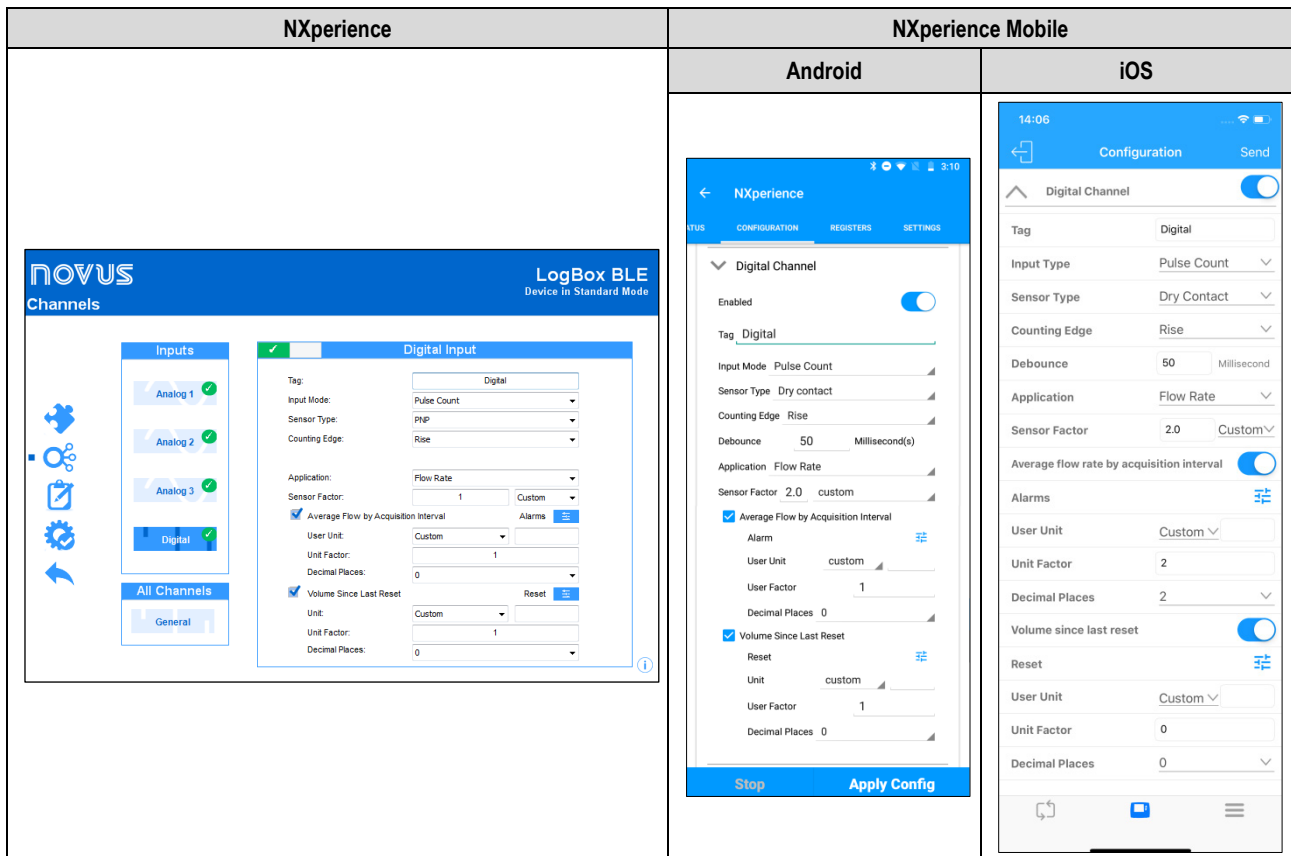 NXperience
NXperience Mobile
Android
iOS
novus
LogBox BLE
Device in Standard Mode
Channels
Inputs
Analog 1
Analog 2
Analog 3
Digital
All Channels
General
Digital Input
Tag: Digital
Input Mode: Pulse Count
Sensor Type: PNP
Counting Edge: Rise
Application: Flow Rate
Sensor Factor: 1 Custom
Average Flow by Acquisition Interval Alarms
User Unit: Custom
Unit Factor: 1
Decimal Places: 0
Volume Since Last Reset Reset
Unit: Custom
Unit Factor: 1
Decimal Places: 0
3:10
NXperience
ATUS CONFIGURATION REGISTERS SETTINGS
Digital Channel
Enabled
Tag Digital
Input Mode Pulse Count
Sensor Type Dry contact
Counting Edge Rise
Debounce 50 Millisecond(s)
Application Flow Rate
Sensor Factor 2.0 custom
Average Flow by Acquisition Interval
Alarm
User Unit custom
User Factor 1
Decimal Places 0
Volume Since Last Reset
Reset
Unit custom
User Factor 1
Decimal Places 0
Stop Apply Config
14:06
Configuration Send
Digital Channel
Tag Digital
Input Type Pulse Count
Sensor Type Dry Contact
Counting Edge Rise
Debounce 50 Millisecond
Application Flow Rate
Sensor Factor 2.0 Custom
Average flow rate by acquisition interval
Alarms
User Unit Custom
Unit Factor 2
Decimal Places 2
Volume since last reset
Reset
User Unit Custom
Unit Factor 0
Decimal Places 0